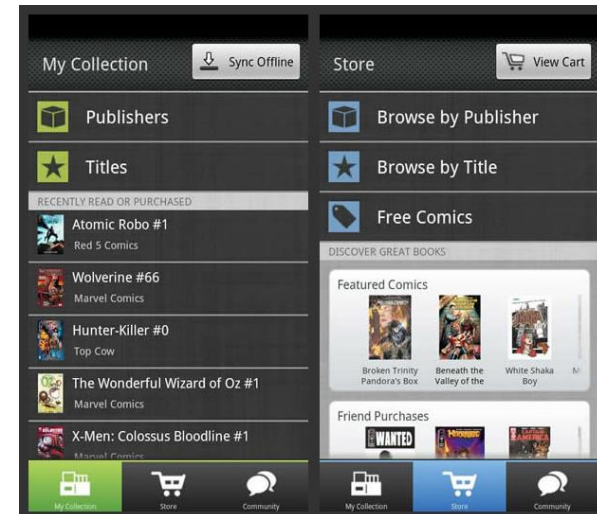 My Collection
Sync Offline
Publishers
Titles
RECENTLY READ OR PURCHASED
Atomic Robo #1
Red 5 Comics
Wolverine #66
Marvel Comics
Hunter-Killer #0
Top Cow
The Wonderful Wizard of Oz #1
Marvel Comics
X-Men: Colossus Bloodline #1
Marvel Comics
My Collection
Store
Community
Store
View Cart
Browse by Publisher
Browse by Title
Free Comics
DISCOVER GREAT BOOKS
Featured Comics
Broken Trinity
Pandora's Box
Beneath the
Valley of the
White Shaka
Boy
M
Friend Purchases
WANTED
CAPTAIN
AMERICA
My Collection
Store
Community